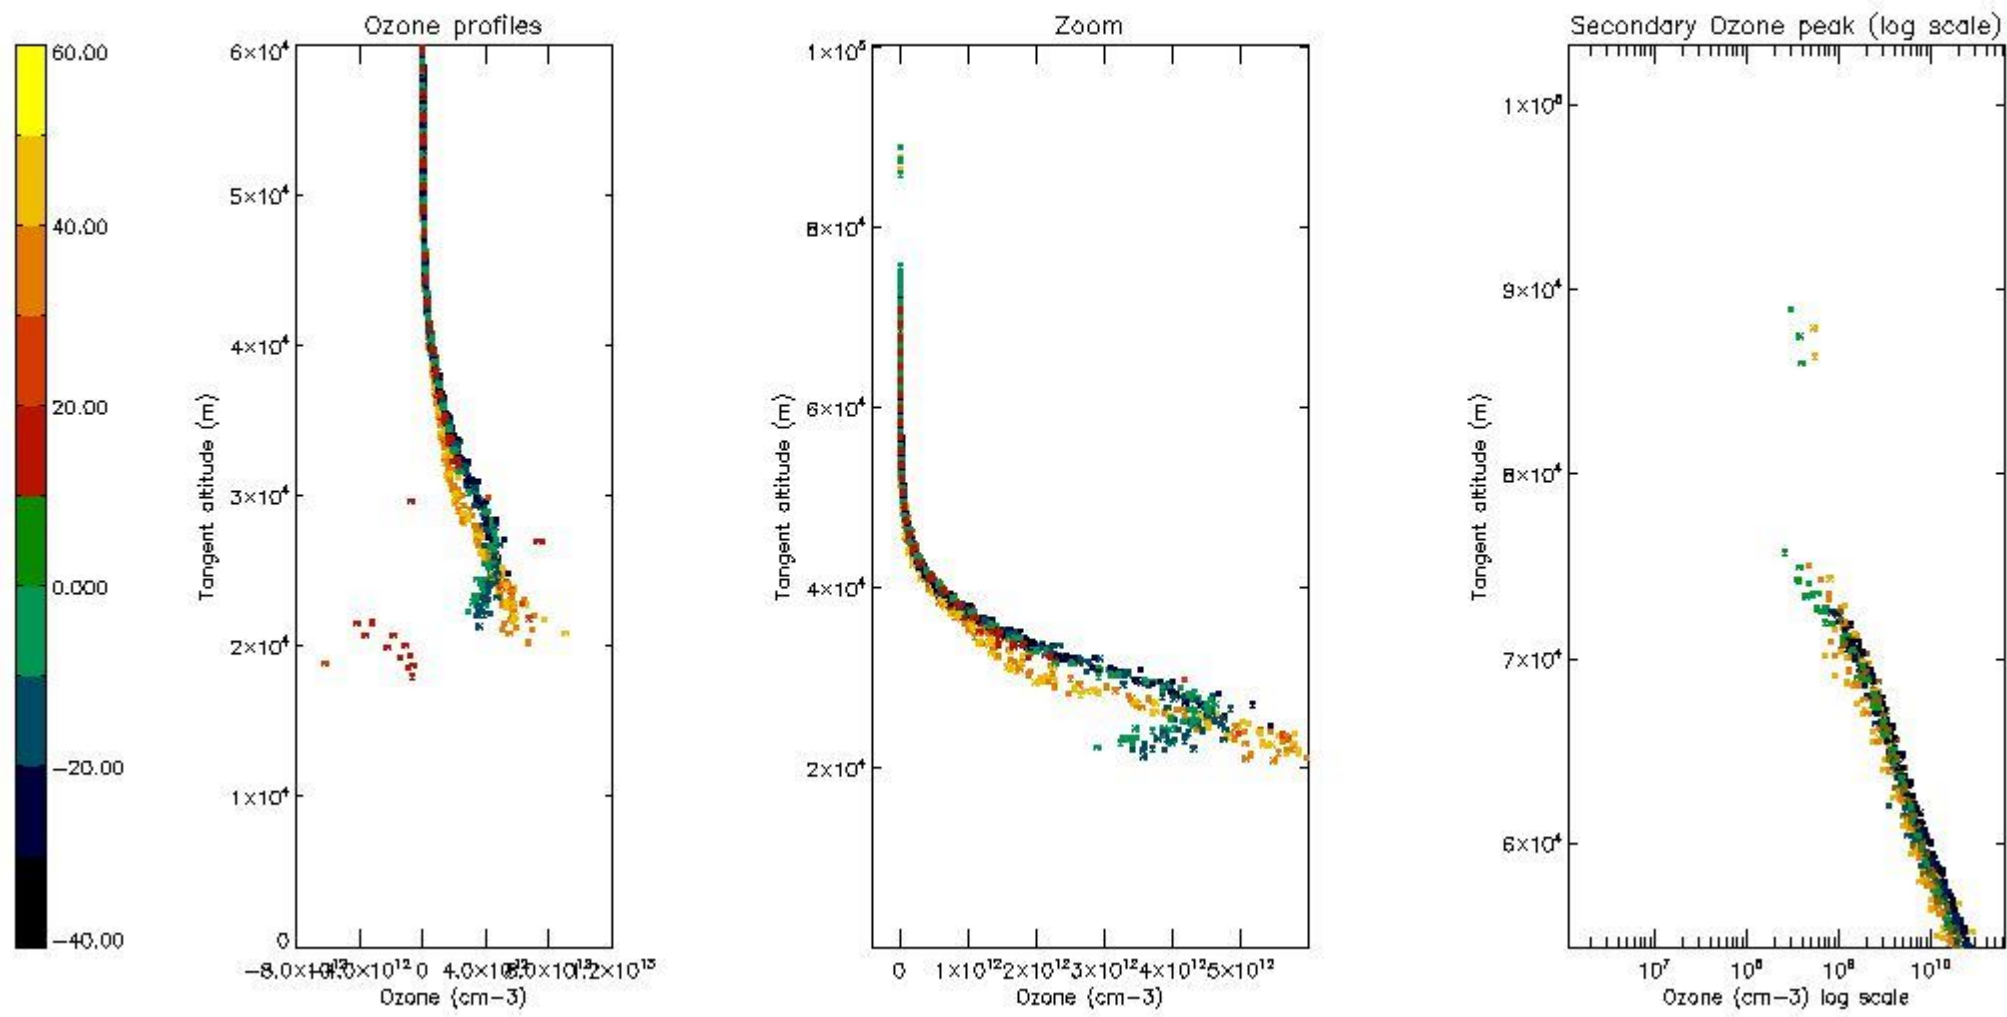 Ozone profiles
Zoom
Secondary Ozone peak (log scale)
60.00
40.00
20.00
0.000
-20.00
-40.00
6×10⁴
5×10⁴
4×10⁴
3×10⁴
2×10⁴
1×10⁴
0
Tangent altitude (m)
0
Ozone (cm-3)
1×10⁵
8×10⁴
6×10⁴
4×10⁴
2×10⁴
Tangent altitude (m)
0 1×10¹² 2×10¹² 3×10¹² 4×10¹² 5×10¹²
Ozone (cm-3)
9×10⁴
8×10⁴
7×10⁴
6×10⁴
Tangent altitude (m)
10⁷ 10¹⁰
Ozone (cm-3) log scale